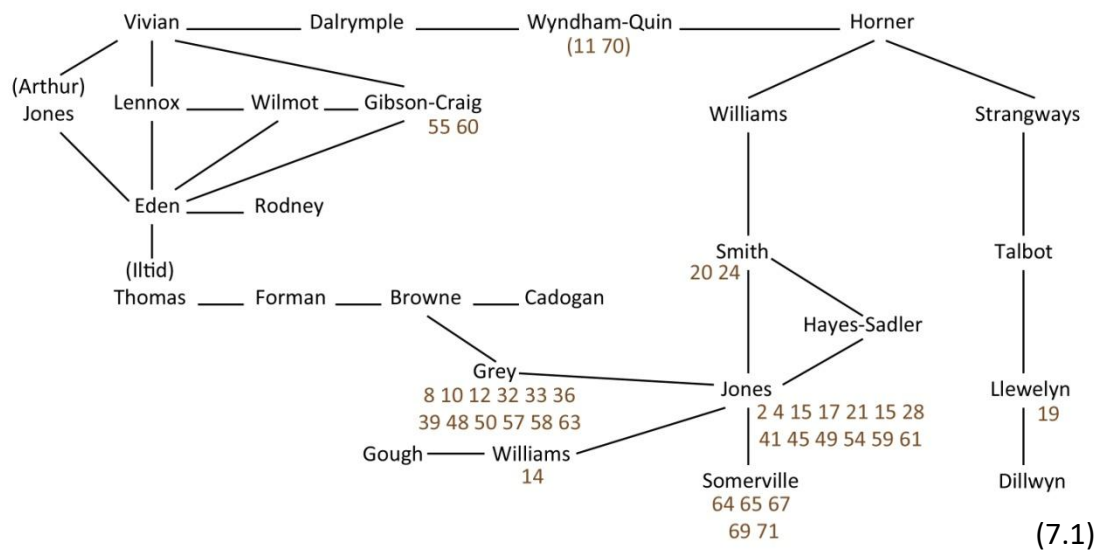 Vivian Dalrymple Wyndham-Quin Horner
(11 70)
(Arthur)
Jones Lennox Wilmot Gibson-Craig Williams Strangways
55 60
Eden Rodney
(Iltid)
Thomas Forman Browne Cadogan
Smith Talbot
20 24
Hayes-Sadler
Grey Jones Llewelyn
8 10 12 32 33 36 2 4 15 17 21 15 28 19
39 48 50 57 58 63 41 45 49 54 59 61
Gough Williams Somerville Dillwyn
14 64 65 67
69 71
(7.1)